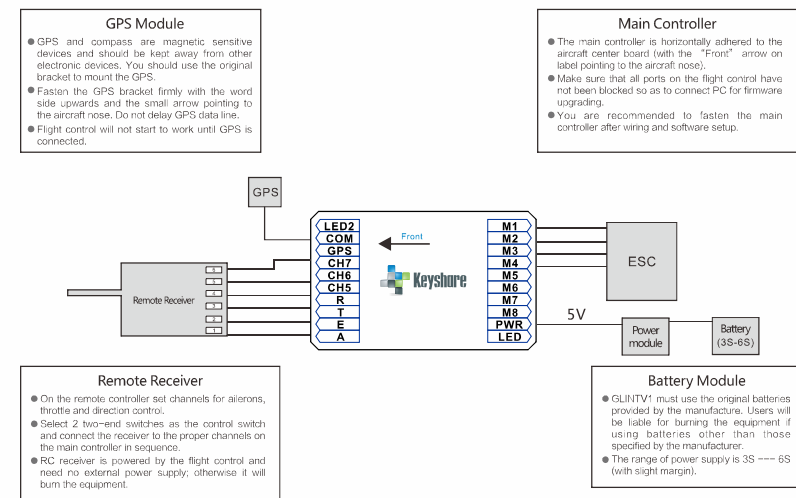 GPS Module
● GPS and compass are magnetic sensitive
devices and should be kept away from other
electronic devices. You should use the original
bracket to mount the GPS.
● Fasten the GPS bracket firmly with the word
side upwards and the small arrow pointing to
the aircraft nose. Do not delay GPS data line.
● Flight control will not start to work until GPS is
connected.
Main Controller
● The main controller is horizontally adhered to the
aircraft center board (with the “Front” arrow on
label pointing to the aircraft nose).
● Make sure that all ports on the flight control have
not been blocked so as to connect PC for firmware
upgrading.
● You are recommended to fasten the main
controller after wiring and software setup.
GPS
LED2
COM
GPS
CH7
CH6
CH5
R
T
E
A
Front
Keyshare
M1
M2
M3
M4
M5
M6
M7
M8
PWR
LED
ESC
Remote Receiver
6
5
4
3
2
1
5V
Power
module
Battery
(3S-6S)
Remote Receiver
● On the remote controller set channels for ailerons,
throttle and direction control.
● Select 2 two-end switches as the control switch
and connect the receiver to the proper channels on
the main controller in sequence.
● RC receiver is powered by the flight control and
need no external power supply; otherwise it will
burn the equipment.
Battery Module
● GLINTV1 must use the original batteries
provided by the manufacture. Users will
be liable for burning the equipment if
using batteries other than those
specified by the manufacturer.
● The range of power supply is 3S --- 6S
(with slight margin).